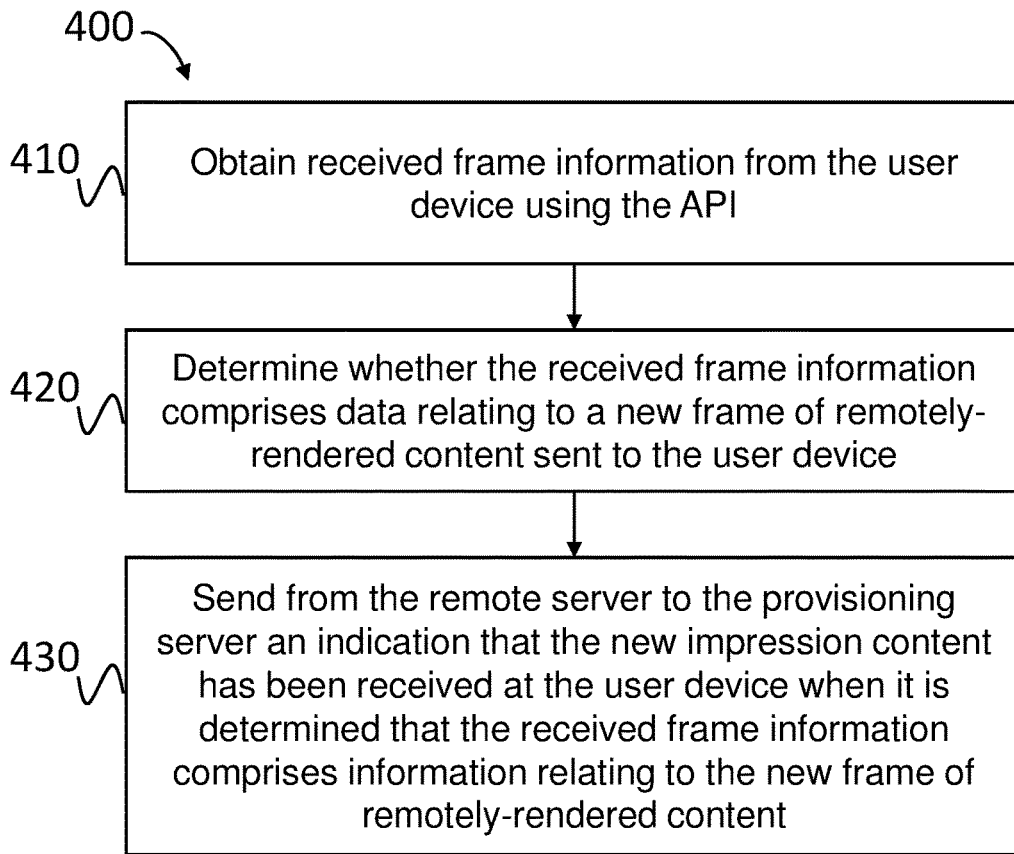 400
410
Obtain received frame information from the user
device using the API
420
Determine whether the received frame information
comprises data relating to a new frame of remotely-
rendered content sent to the user device
430
Send from the remote server to the provisioning
server an indication that the new impression content
has been received at the user device when it is
determined that the received frame information
comprises information relating to the new frame of
remotely-rendered content